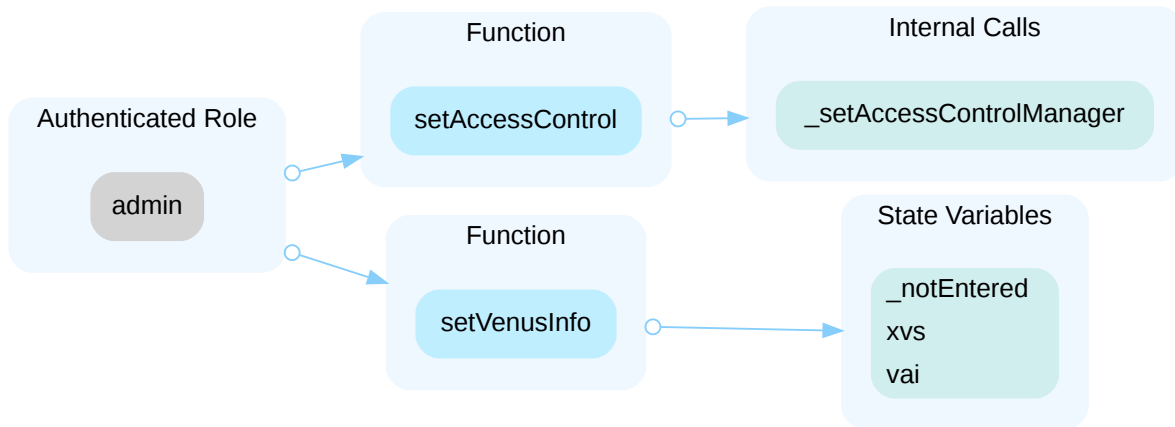 Authenticated Role
admin
Function
setAccessControl
Internal Calls
_setAccessControlManager
Function
setVenusInfo
State Variables
_notEntered
xvs
vai